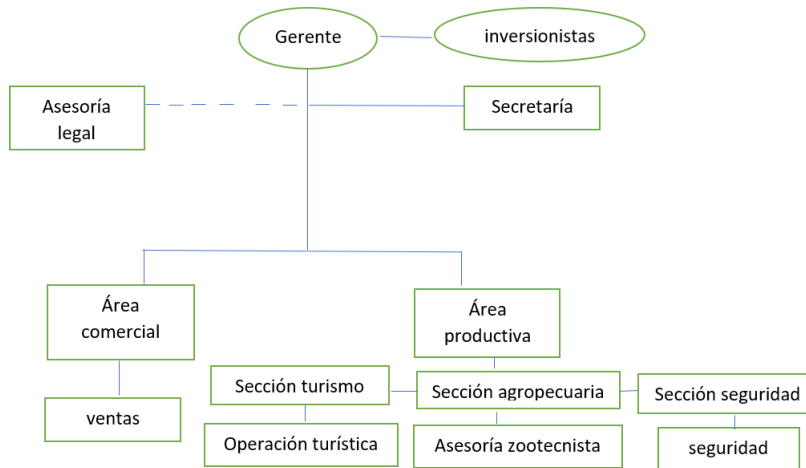 Gerente
inversionistas
Asesoría
legal
Secretaría
Área
comercial
Área
productiva
Sección turismo
Sección agropecuaria
Sección seguridad
ventas
Operación turística
Asesoría zootecnista
seguridad